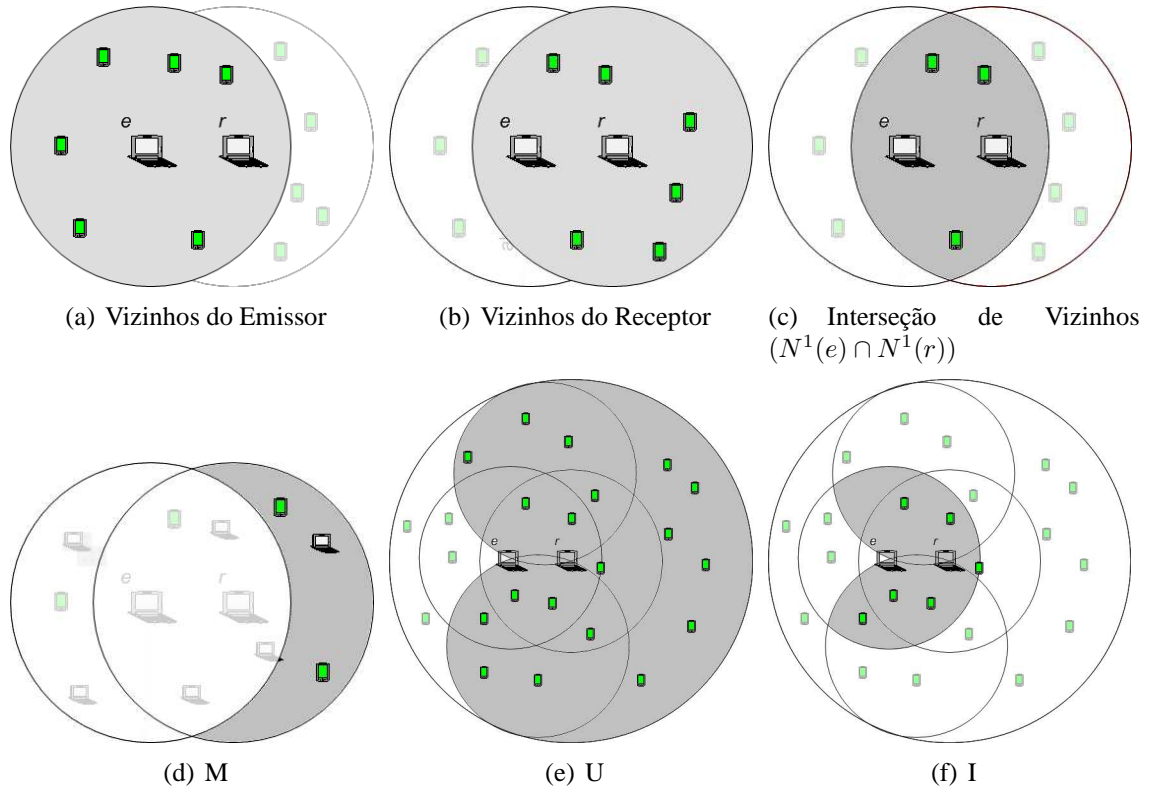 e r
(a) Vizinhos do Emissor
e r
(b) Vizinhos do Receptor
e r
(c) Interseção de Vizinhos
(N¹(e) ∩ N¹(r))
e r
(d) M
e r
(e) U
e r
(f) I